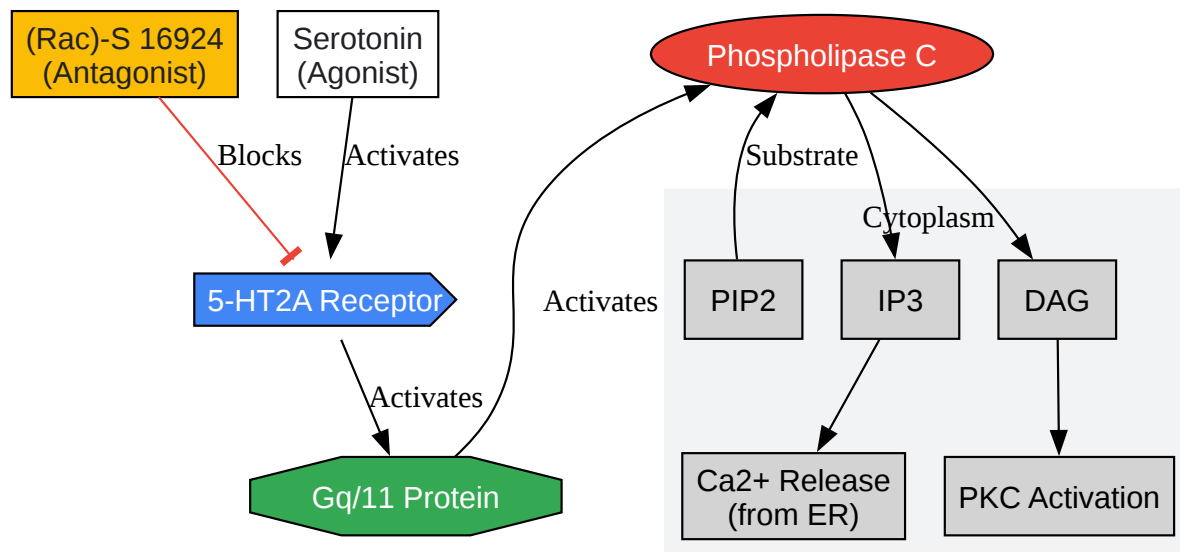 (Rac)-S 16924
(Antagonist)
Serotonin
(Agonist)
Phospholipase C
Blocks
Activates
Substrate
Cytoplasm
5-HT2A Receptor
Activates
PIP2
IP3
DAG
Activates
Gq/11 Protein
Ca2+ Release
(from ER)
PKC Activation